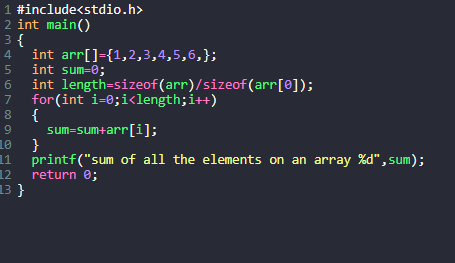 1 #include<stdio.h>
2 int main()
3 {
4   int arr[]={1,2,3,4,5,6,};
5   int sum=0;
6   int length=sizeof(arr)/sizeof(arr[0]);
7   for(int i=0;i<length;i++)
8   {
9     sum=sum+arr[i];
10   }
11   printf("sum of all the elements on an array %d",sum);
12   return 0;
13 }